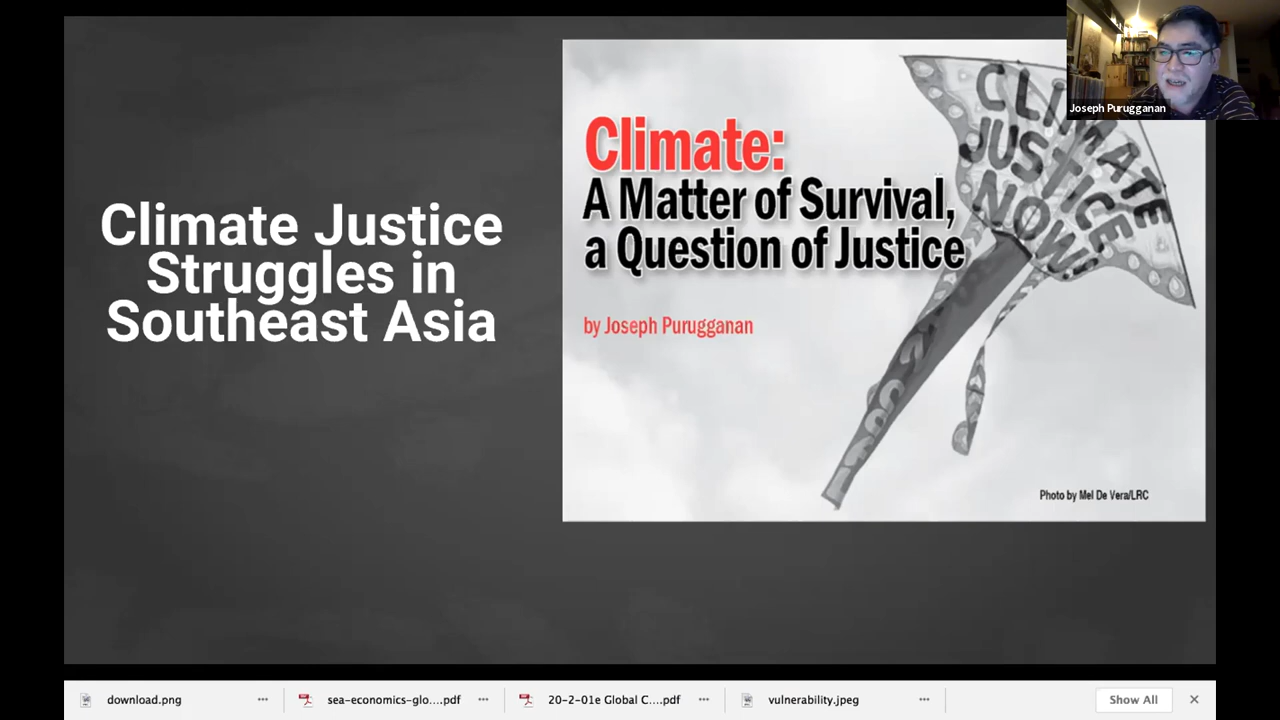 Climate Justice
Struggles in
Southeast Asia
Climate:
A Matter of Survival,
a Question of Justice
by Joseph Purugganan
CLIMATE
JUSTICE
NOW!
Photo by Mel De Vera/LRC
Joseph Purugganan
download.png
sea-economics-glo....pdf
20-2-01e Global C....pdf
vulnerability.jpeg
Show All